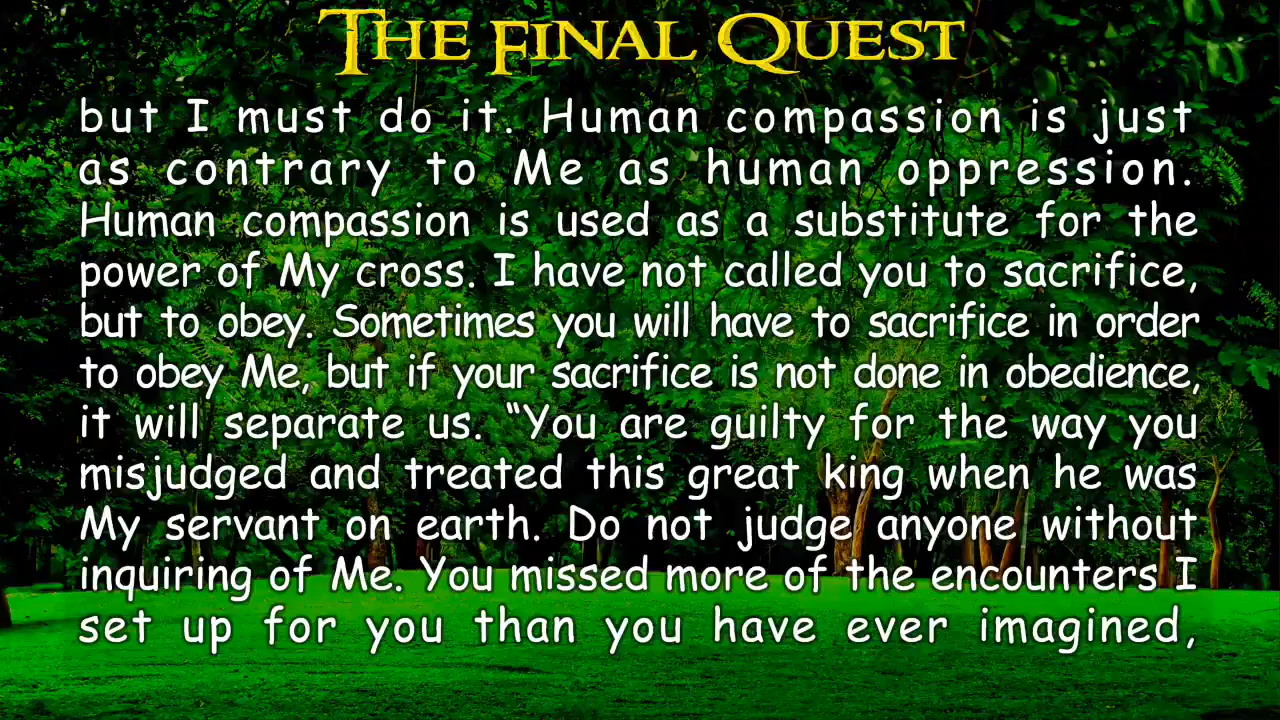 THE FINAL QUEST
but I must do it. Human compassion is just
as contrary to Me as human oppression.
Human compassion is used as a substitute for the
power of My cross. I have not called you to sacrifice,
but to obey. Sometimes you will have to sacrifice in order
to obey Me, but if your sacrifice is not done in obedience,
it will separate us. “You are guilty for the way you
misjudged and treated this great king when he was
My servant on earth. Do not judge anyone without
inquiring of Me. You missed more of the encounters I
set up for you than you have ever imagined,